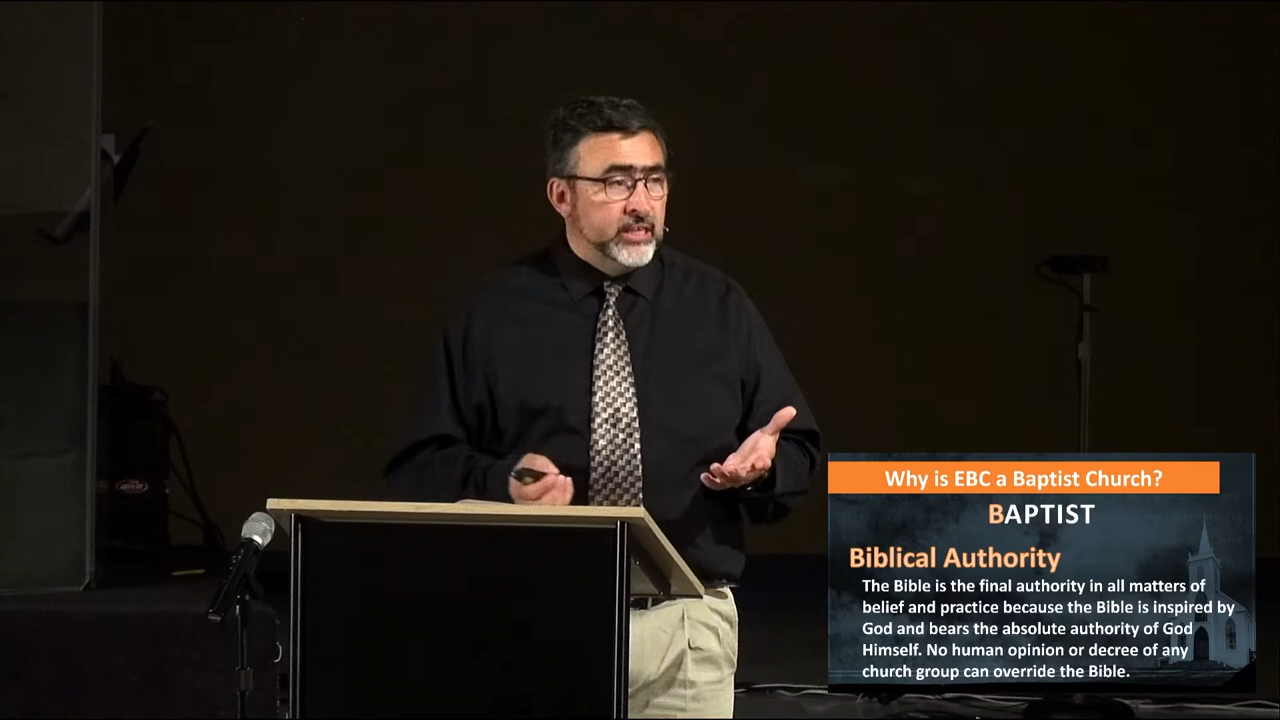 Why is EBC a Baptist Church?
BAPTIST
Biblical Authority
The Bible is the final authority in all matters of
belief and practice because the Bible is inspired by
God and bears the absolute authority of God
Himself. No human opinion or decree of any
church group can override the Bible.